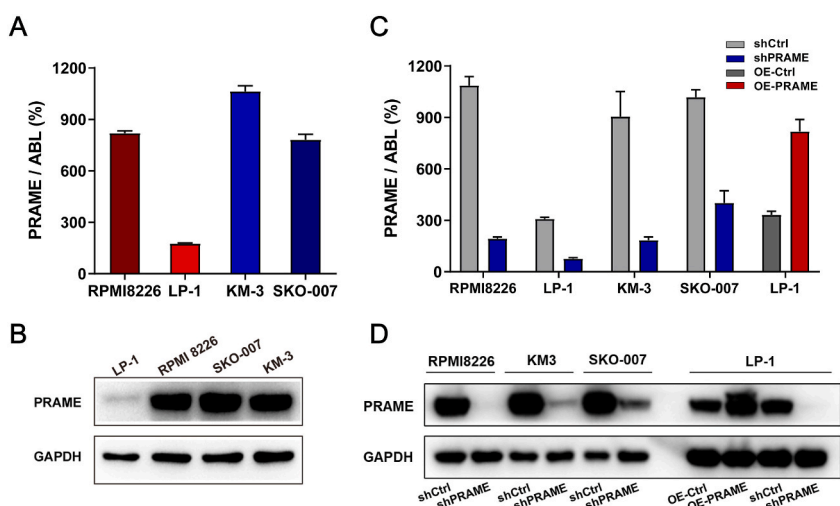 A
PRAME / ABL (%)
1200
900
600
300
0
RPMI8226 LP-1 KM-3 SKO-007
C
shCtrl
shPRAME
OE-Ctrl
OE-PRAME
PRAME / ABL (%)
1200
900
600
300
0
RPMI8226 LP-1 KM-3 SKO-007 LP-1
B
LP-1 RPMI 8226 SKO-007 KM-3
PRAME
GAPDH
D
RPMI8226 KM3 SKO-007 LP-1
PRAME
GAPDH
shCtrl shPRAME shCtrl shPRAME shCtrl shPRAME OE-Ctrl OE-PRAME shCtrl shPRAME